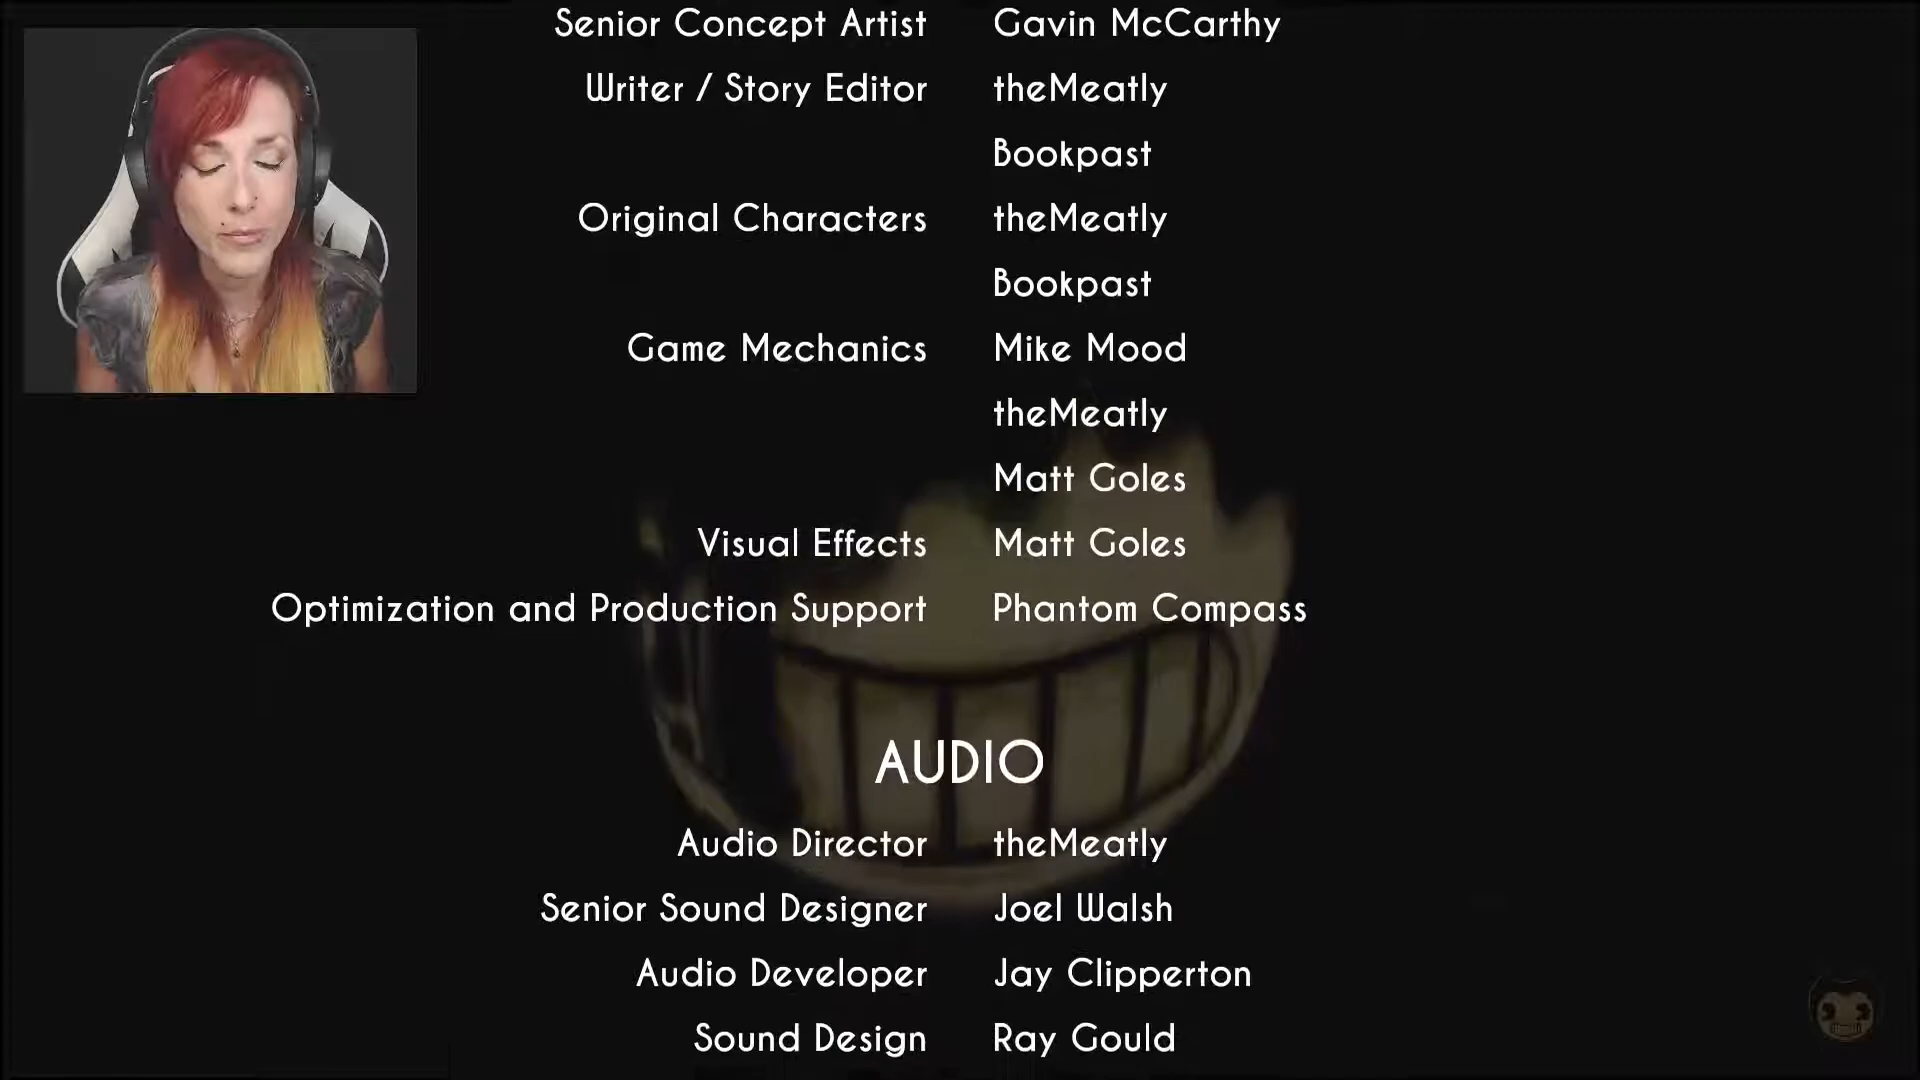 Senior Concept Artist Gavin McCarthy
Writer / Story Editor theMeatly
Bookpast
Original Characters theMeatly
Bookpast
Game Mechanics Mike Mood
theMeatly
Matt Goles
Visual Effects Matt Goles
Optimization and Production Support Phantom Compass
AUDIO
Audio Director theMeatly
Senior Sound Designer Joel Walsh
Audio Developer Jay Clipperton
Sound Design Ray Gould